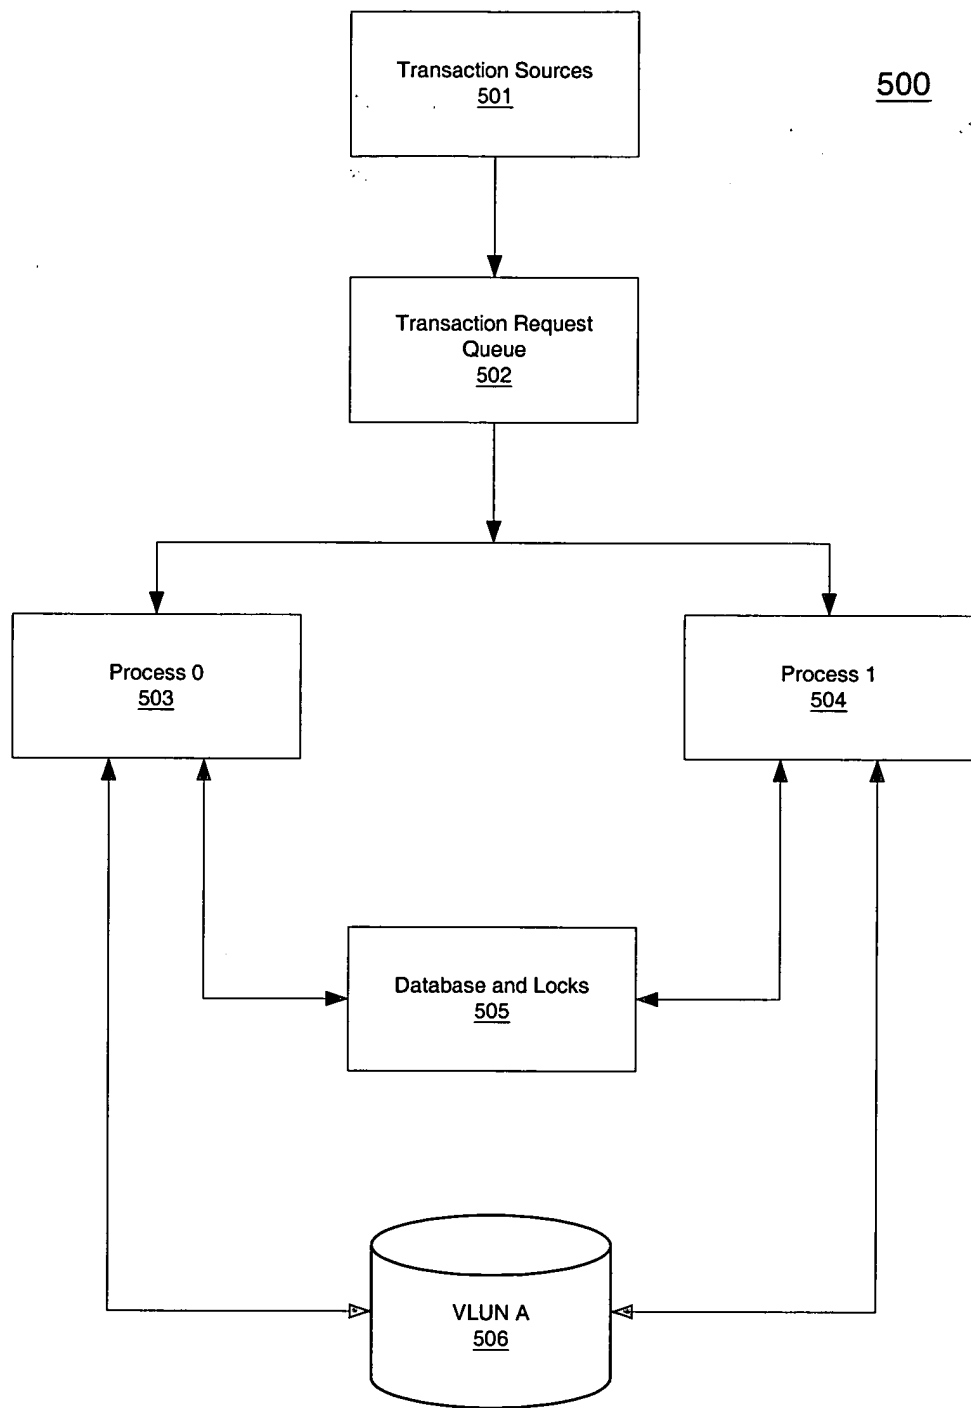 Transaction Sources
501
500
Transaction Request
Queue
502
Process 0
503
Process 1
504
Database and Locks
505
VLUN A
506